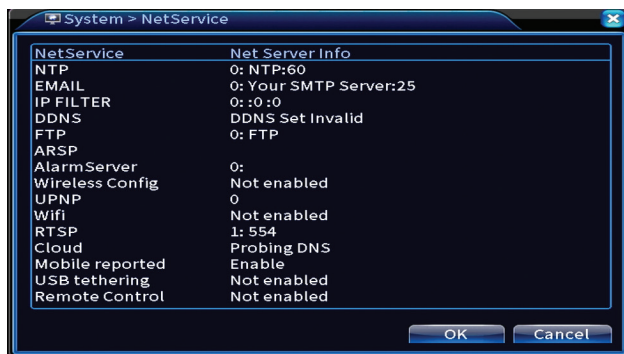 System > NetService
NetService Net Server Info
NTP 0: NTP:60
EMAIL 0: Your SMTP Server:25
IP FILTER 0: :0 :0
DDNS DDNS Set Invalid
FTP 0: FTP
ARSP
AlarmServer 0:
Wireless Config Not enabled
UPNP 0
Wifi Not enabled
RTSP 1: 554
Cloud Probing DNS
Mobile reported Enable
USB tethering Not enabled
Remote Control Not enabled
OK Cancel